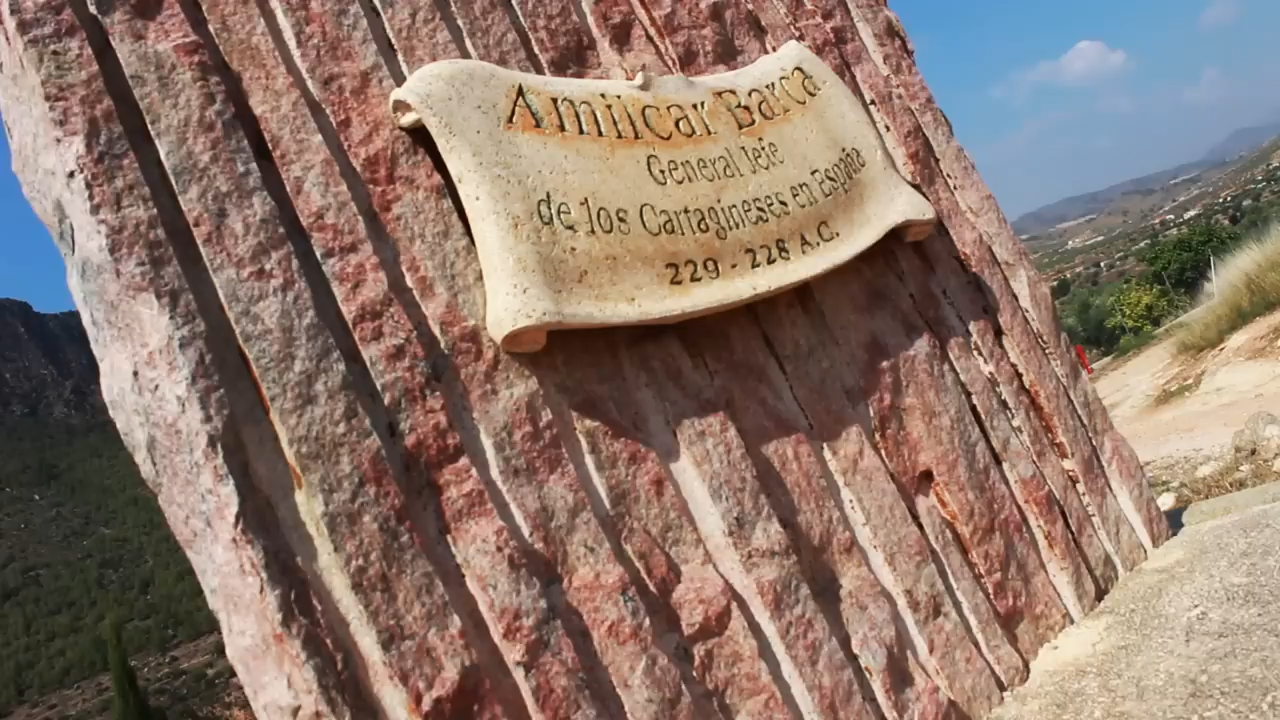 Amilcar Barca
General Jefe
de los Cartagineses en España
229 - 228 A.C.